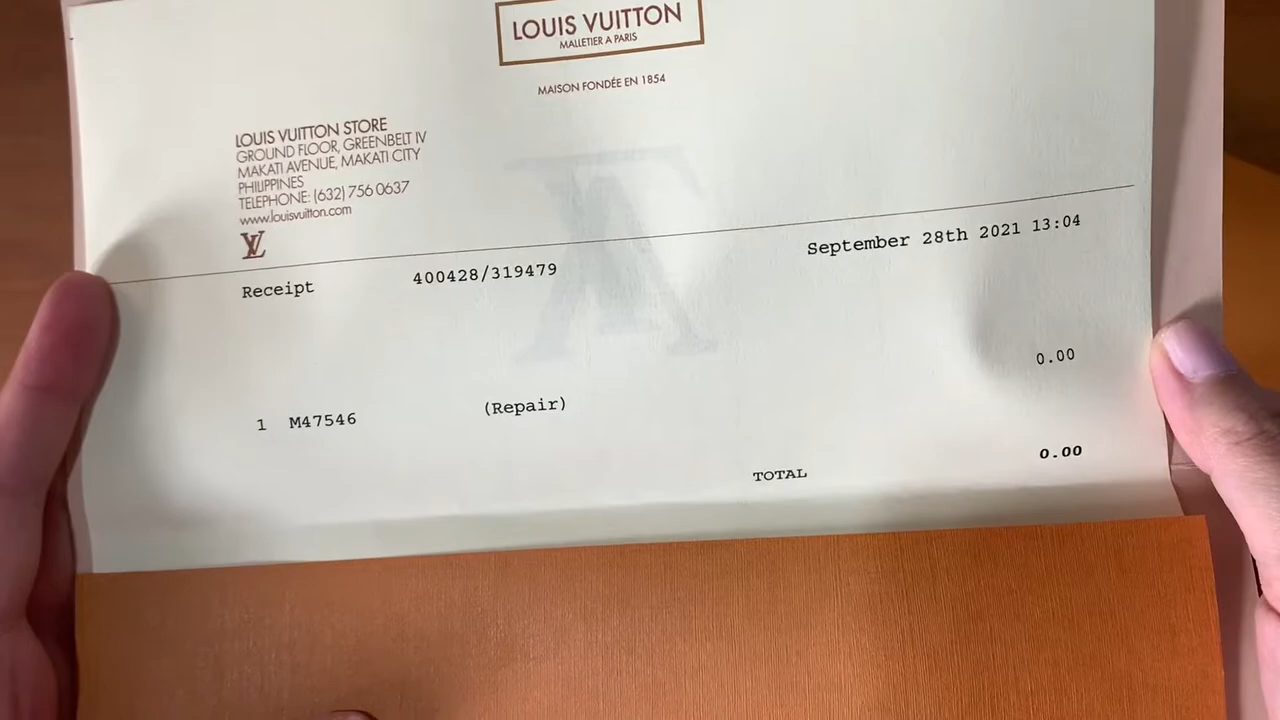 LOUIS VUITTON
MALLETIER A PARIS
MAISON FONDÉE EN 1854
LOUIS VUITTON STORE
GROUND FLOOR, GREENBELT IV
MAKATI AVENUE, MAKATI CITY
PHILIPPINES
TELEPHONE: (632) 756 0637
www.louisvuitton.com
LV
Receipt 400428/319479 September 28th 2021 13:04
0.00
1 M47546 (Repair)
TOTAL 0.00